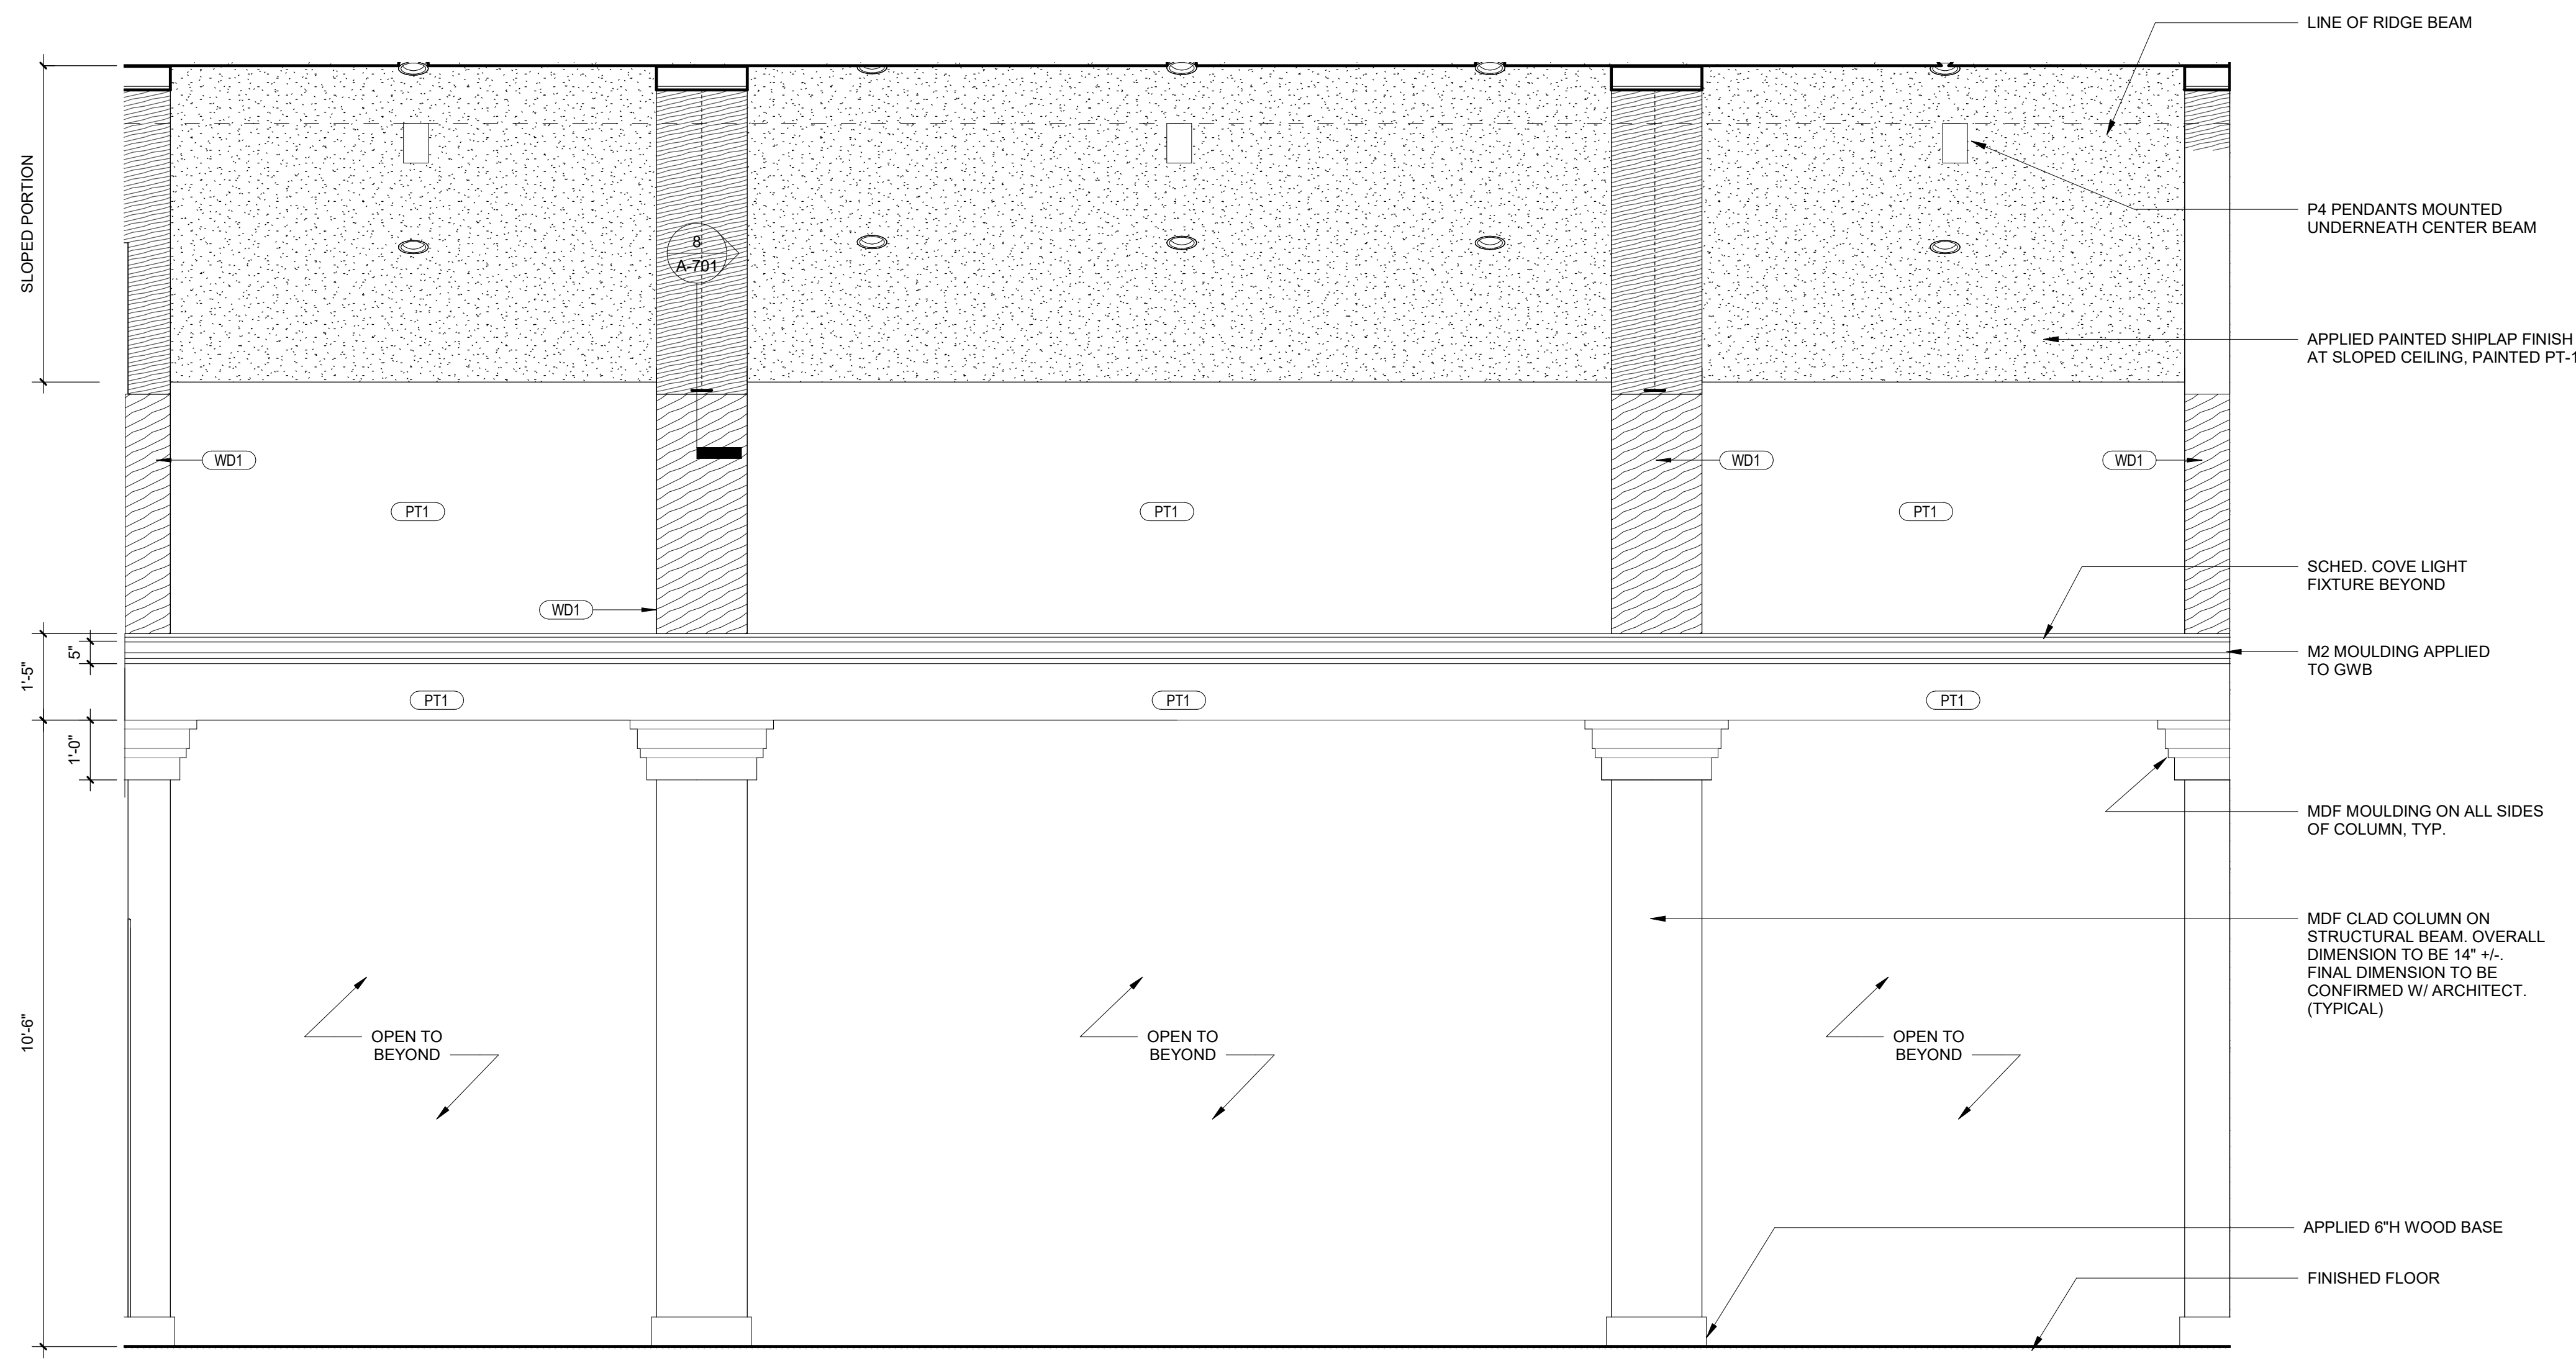 LINE OF RIDGE BEAM
SLOPED PORTION
P4 PENDANTS MOUNTED
UNDERNEATH CENTER BEAM
8
A-701
APPLIED PAINTED SHIPLAP FINISH
AT SLOPED CEILING, PAINTED PT-1
WD1
WD1
WD1
PT1
PT1
PT1
SCHED. COVE LIGHT
FIXTURE BEYOND
WD1
5"
1'-5"
M2 MOULDING APPLIED
TO GWB
PT1
PT1
PT1
1'-0"
MDF MOULDING ON ALL SIDES
OF COLUMN, TYP.
MDF CLAD COLUMN ON
STRUCTURAL BEAM. OVERALL
DIMENSION TO BE 14" +/-.
FINAL DIMENSION TO BE
CONFIRMED W/ ARCHITECT.
(TYPICAL)
10'-6"
OPEN TO
BEYOND
OPEN TO
BEYOND
OPEN TO
BEYOND
APPLIED 6"H WOOD BASE
FINISHED FLOOR